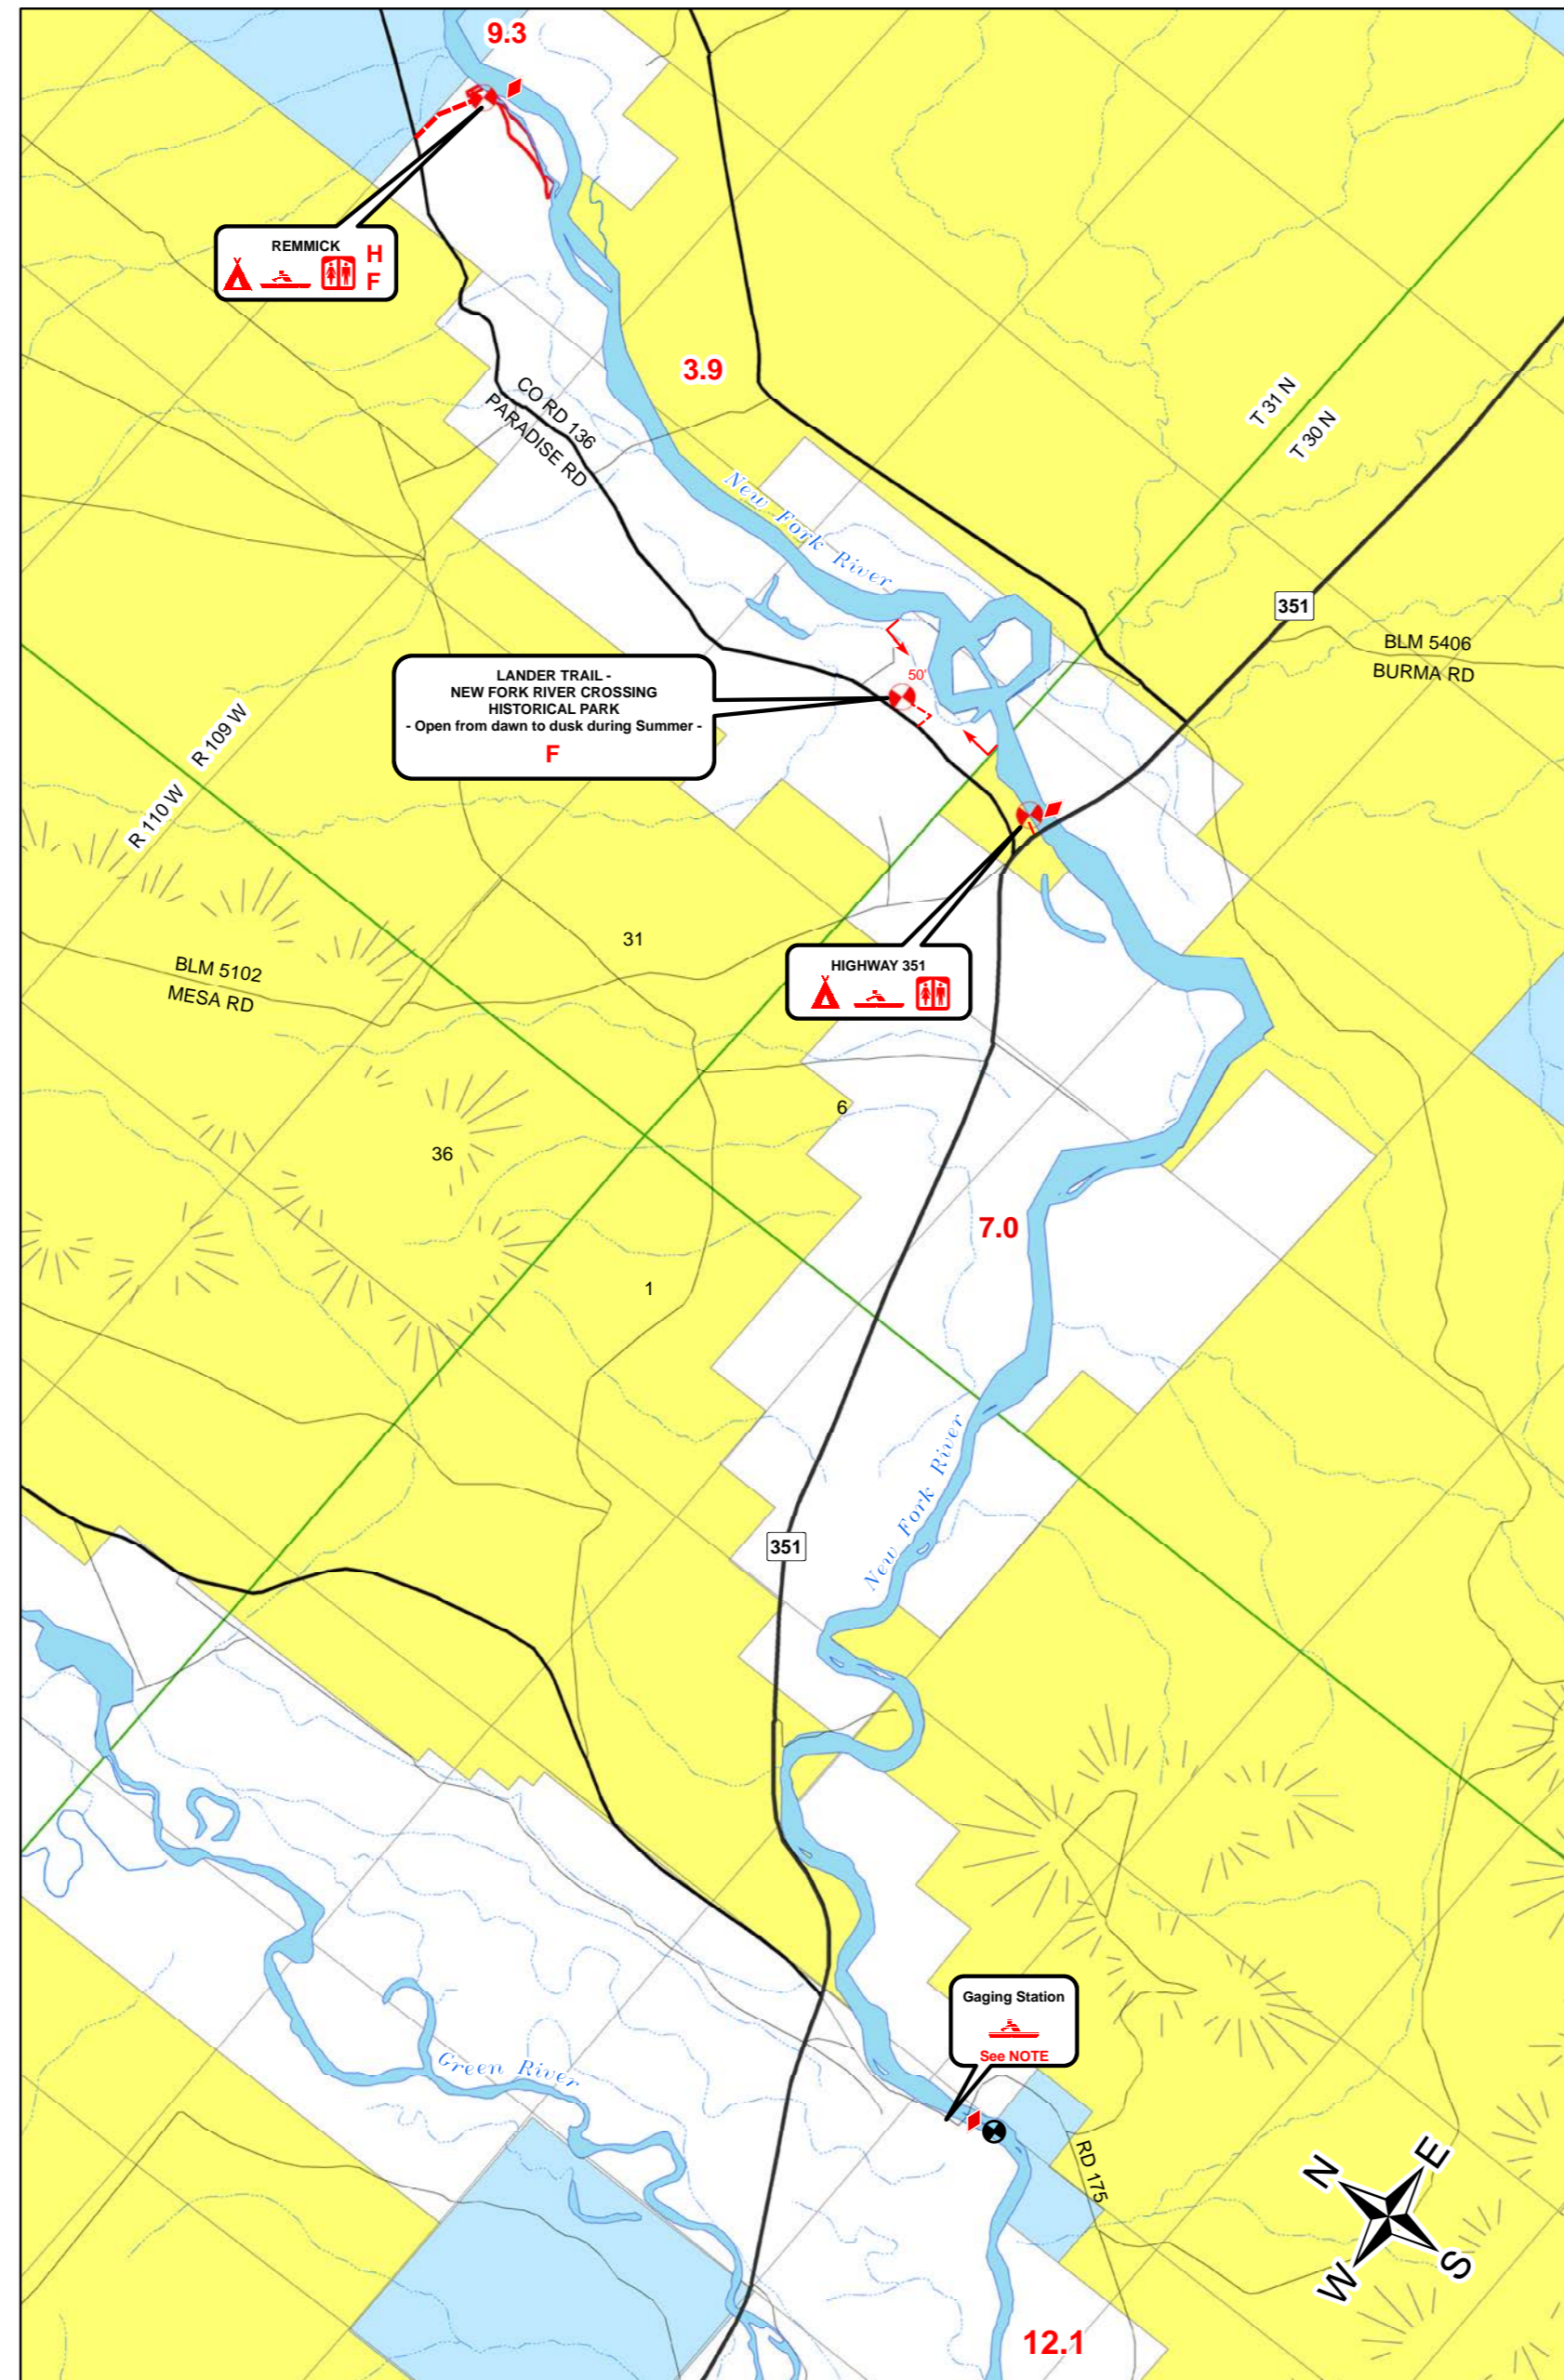 9.3
REMMICK
H
F
3.9
CO RD 136
PARADISE RD
T 31 N
T 30 N
New Fork River
351
BLM 5406
BURMA RD
LANDER TRAIL -
NEW FORK RIVER CROSSING
HISTORICAL PARK
- Open from dawn to dusk during Summer -
F
50'
R 109 W
R 110 W
31
BLM 5102
MESA RD
HIGHWAY 351
6
36
7.0
1
New Fork River
351
Gaging Station
See NOTE
Green River
RD 175
N
E
W
S
12.1